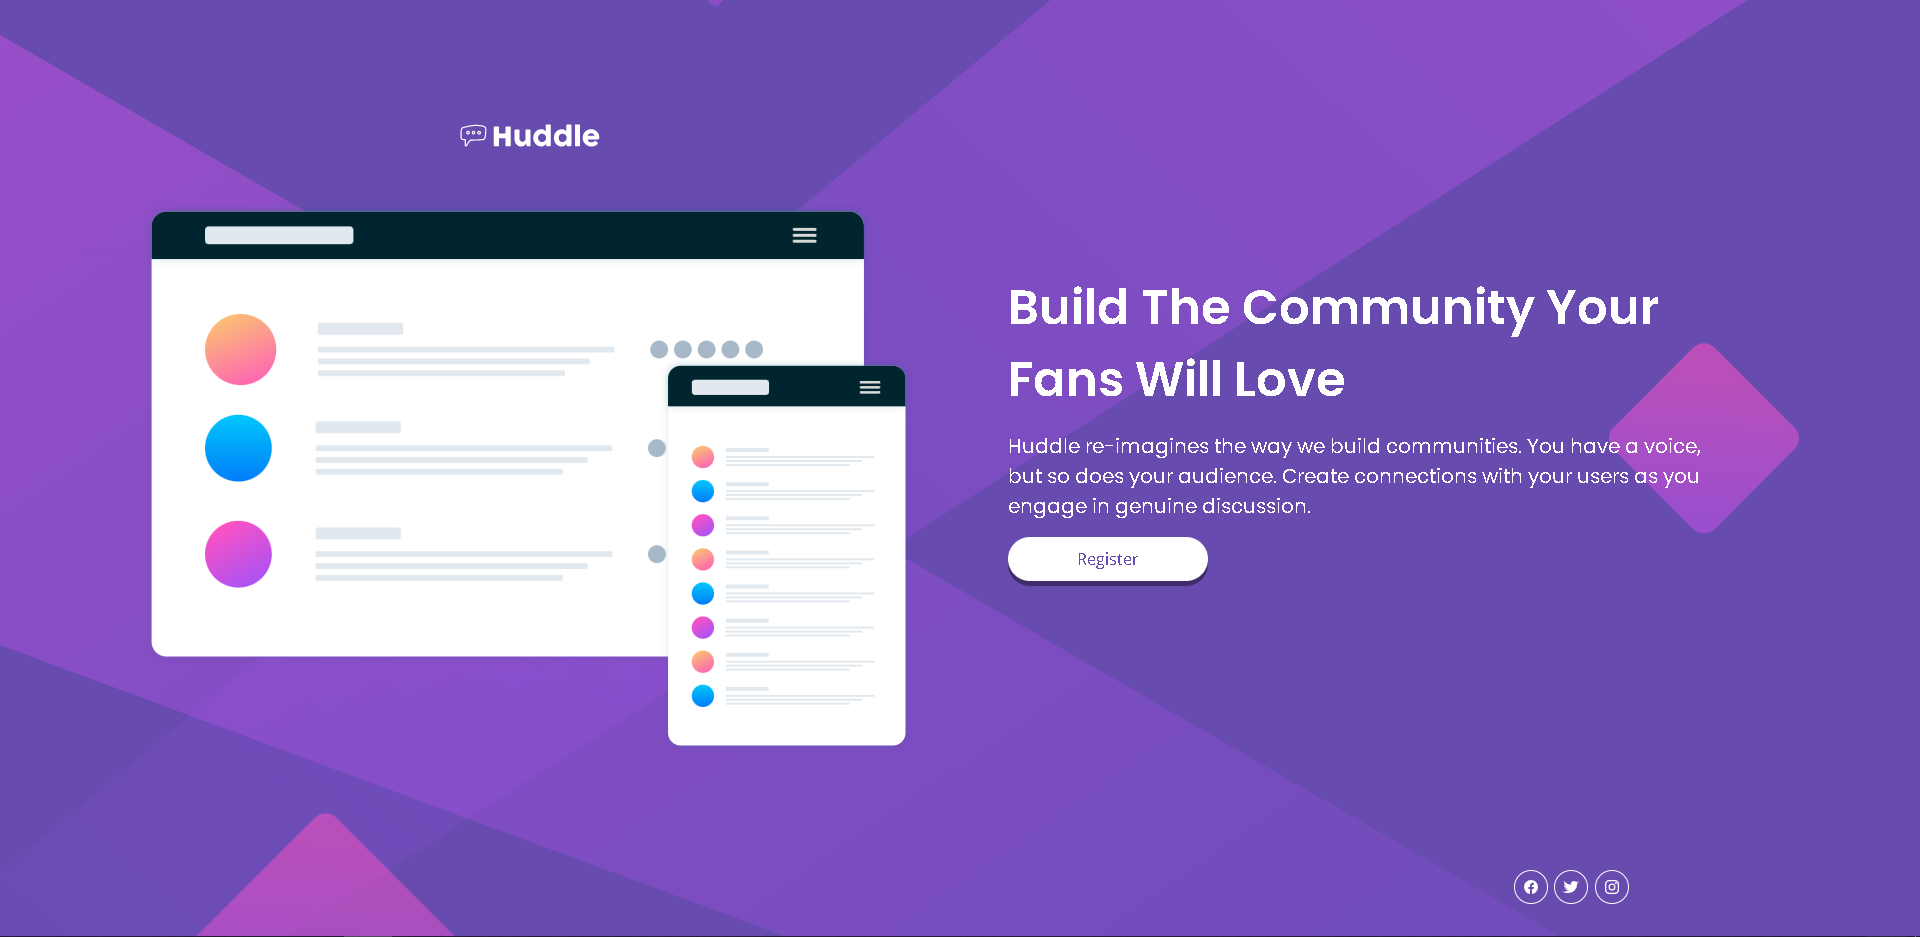 Huddle
Build The Community Your
Fans Will Love
Huddle re-imagines the way we build communities. You have a voice,
but so does your audience. Create connections with your users as you
engage in genuine discussion.
Register